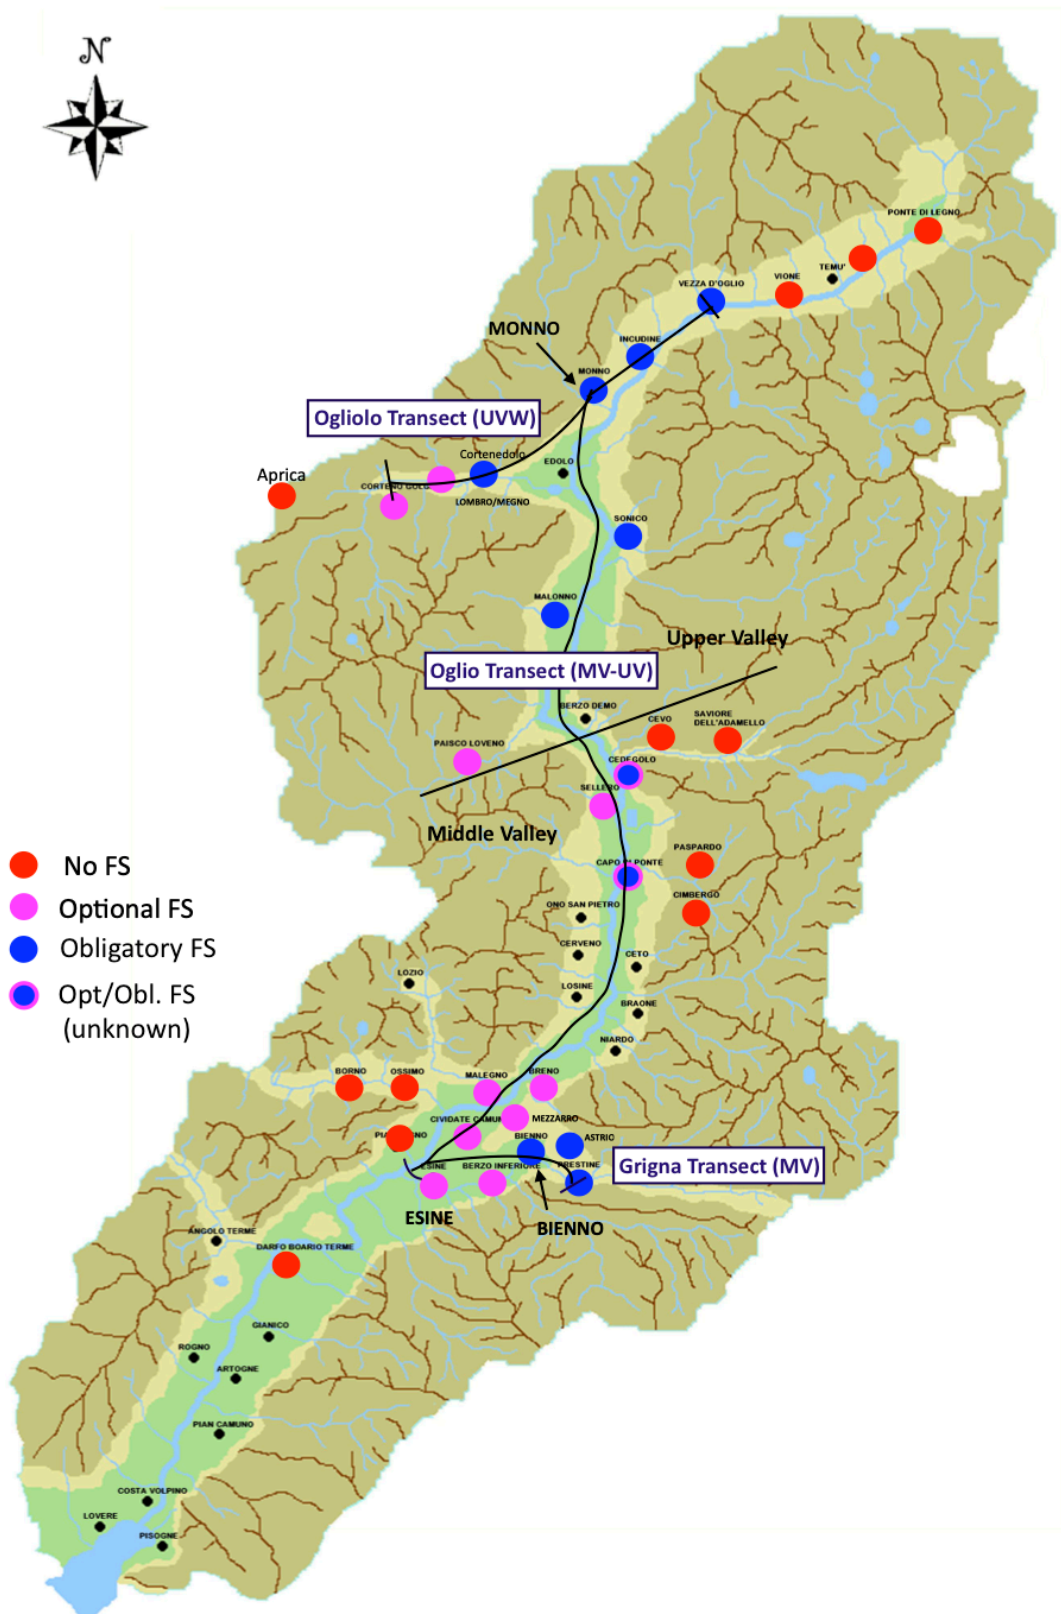 N
PONTE DI LEGNO
TEMU'
VIONE
VEZZA D'OGLIO
MONNO
INCUDINE
MONNO
Ogliolo Transect (UVW)
Cortenedolo
EDOLO
Aprica
CORTENO GOLGI
LOMBRO/MEGNO
SONICO
MALONNO
Upper Valley
Oglio Transect (MV-UV)
BERZO DEMO
CEVO
SAVIORE
DELL'ADAMELLO
PAISCO LOVENO
CEDEGOLO
SELLERO
Middle Valley
PASPARDO
CAPO DI PONTE
No FS
CIMBERGO
Optional FS
ONO SAN PIETRO
Obligatory FS
CERVENO
CETO
LOZIO
LOSINE
Opt/Obl. FS
(unknown)
BRAONE
NIARDO
BORNO
OSSIMO
MALEGNO
BRENO
CIVIDATE CAMUNO
MEZZARRO
PIANCOGNO
BIENNO
ASTRIO
ESINE
BERZO INFERIORE
PRESTINE
Grigna Transect (MV)
ESINE
BIENNO
ANGOLO TERME
DARFO BOARIO TERME
GIANICO
ROGNO
ARTOGNE
PIAN CAMUNO
COSTA VOLPINO
LOVERE
PISOGNE